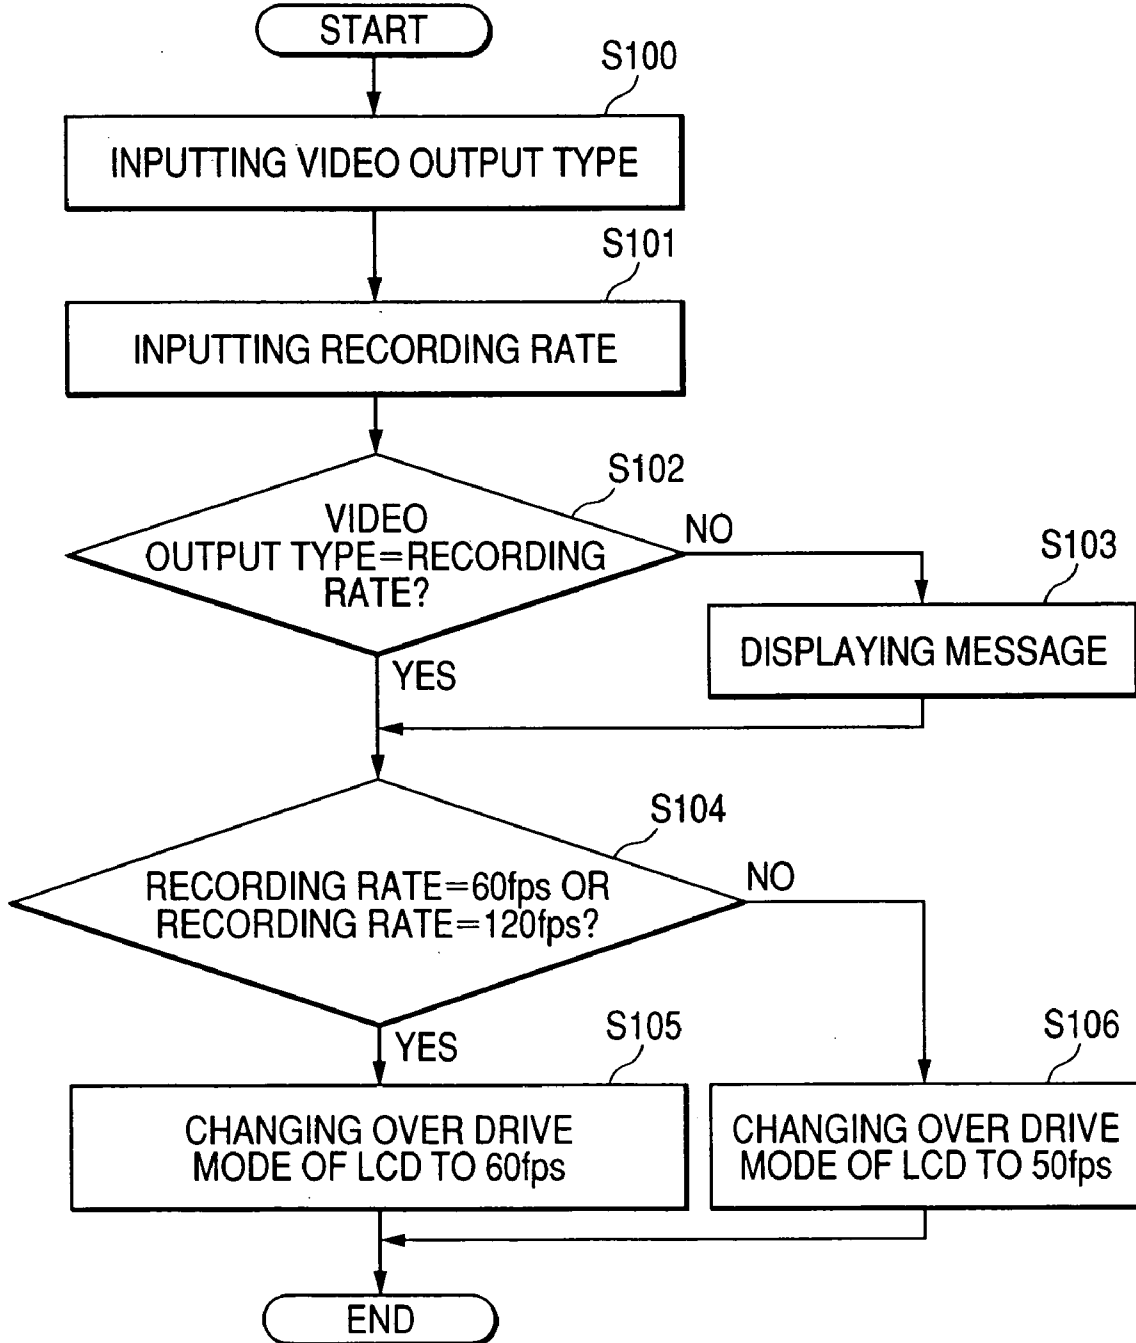 START
S100
INPUTTING VIDEO OUTPUT TYPE
S101
INPUTTING RECORDING RATE
S102
VIDEO
OUTPUT TYPE=RECORDING
RATE?
NO
YES
S103
DISPLAYING MESSAGE
S104
RECORDING RATE=60fps OR
RECORDING RATE=120fps?
NO
YES
S105
CHANGING OVER DRIVE
MODE OF LCD TO 60fps
S106
CHANGING OVER DRIVE
MODE OF LCD TO 50fps
END